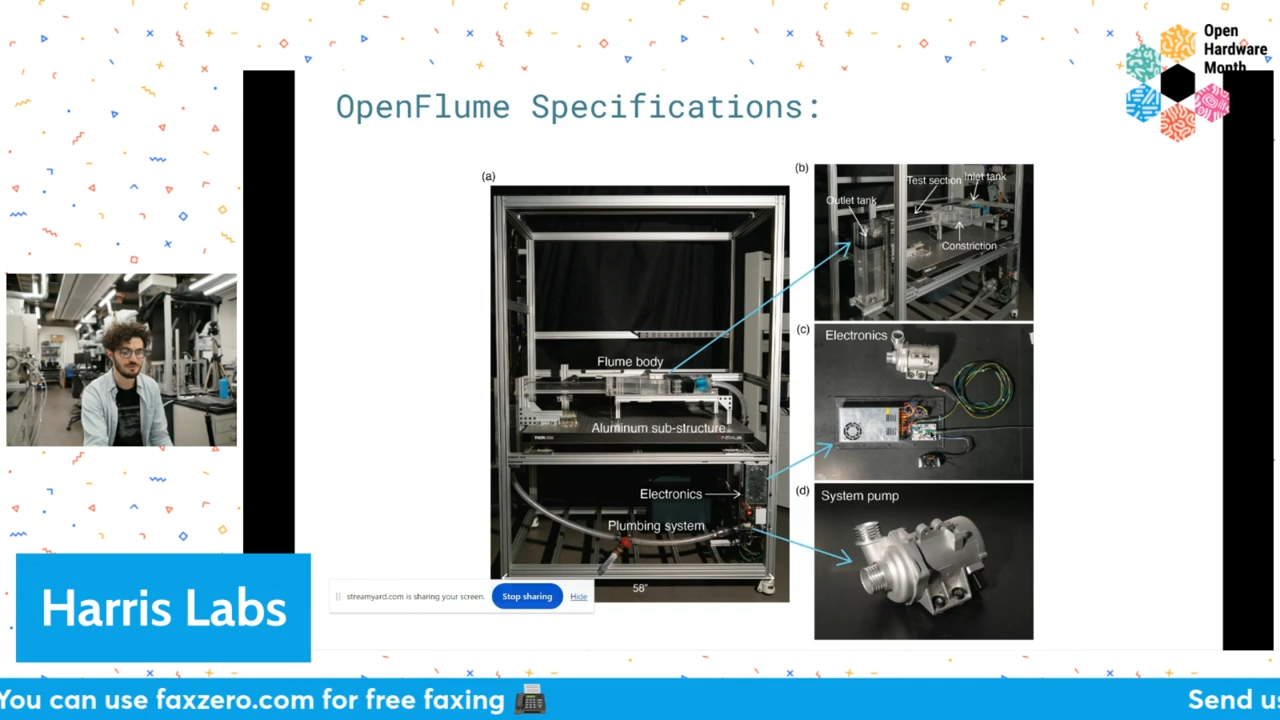 Open
Hardware
Month
OpenFlume Specifications:
(a)
Flume body
Aluminum sub-structure
Electronics
Plumbing system
58"
(b)
Outlet tank
Test section
Inlet tank
Constriction
(c)
Electronics
(d)
System pump
streamyard.com is sharing your screen.
Stop sharing
Hide
Harris Labs
You can use faxzero.com for free faxing
Send us